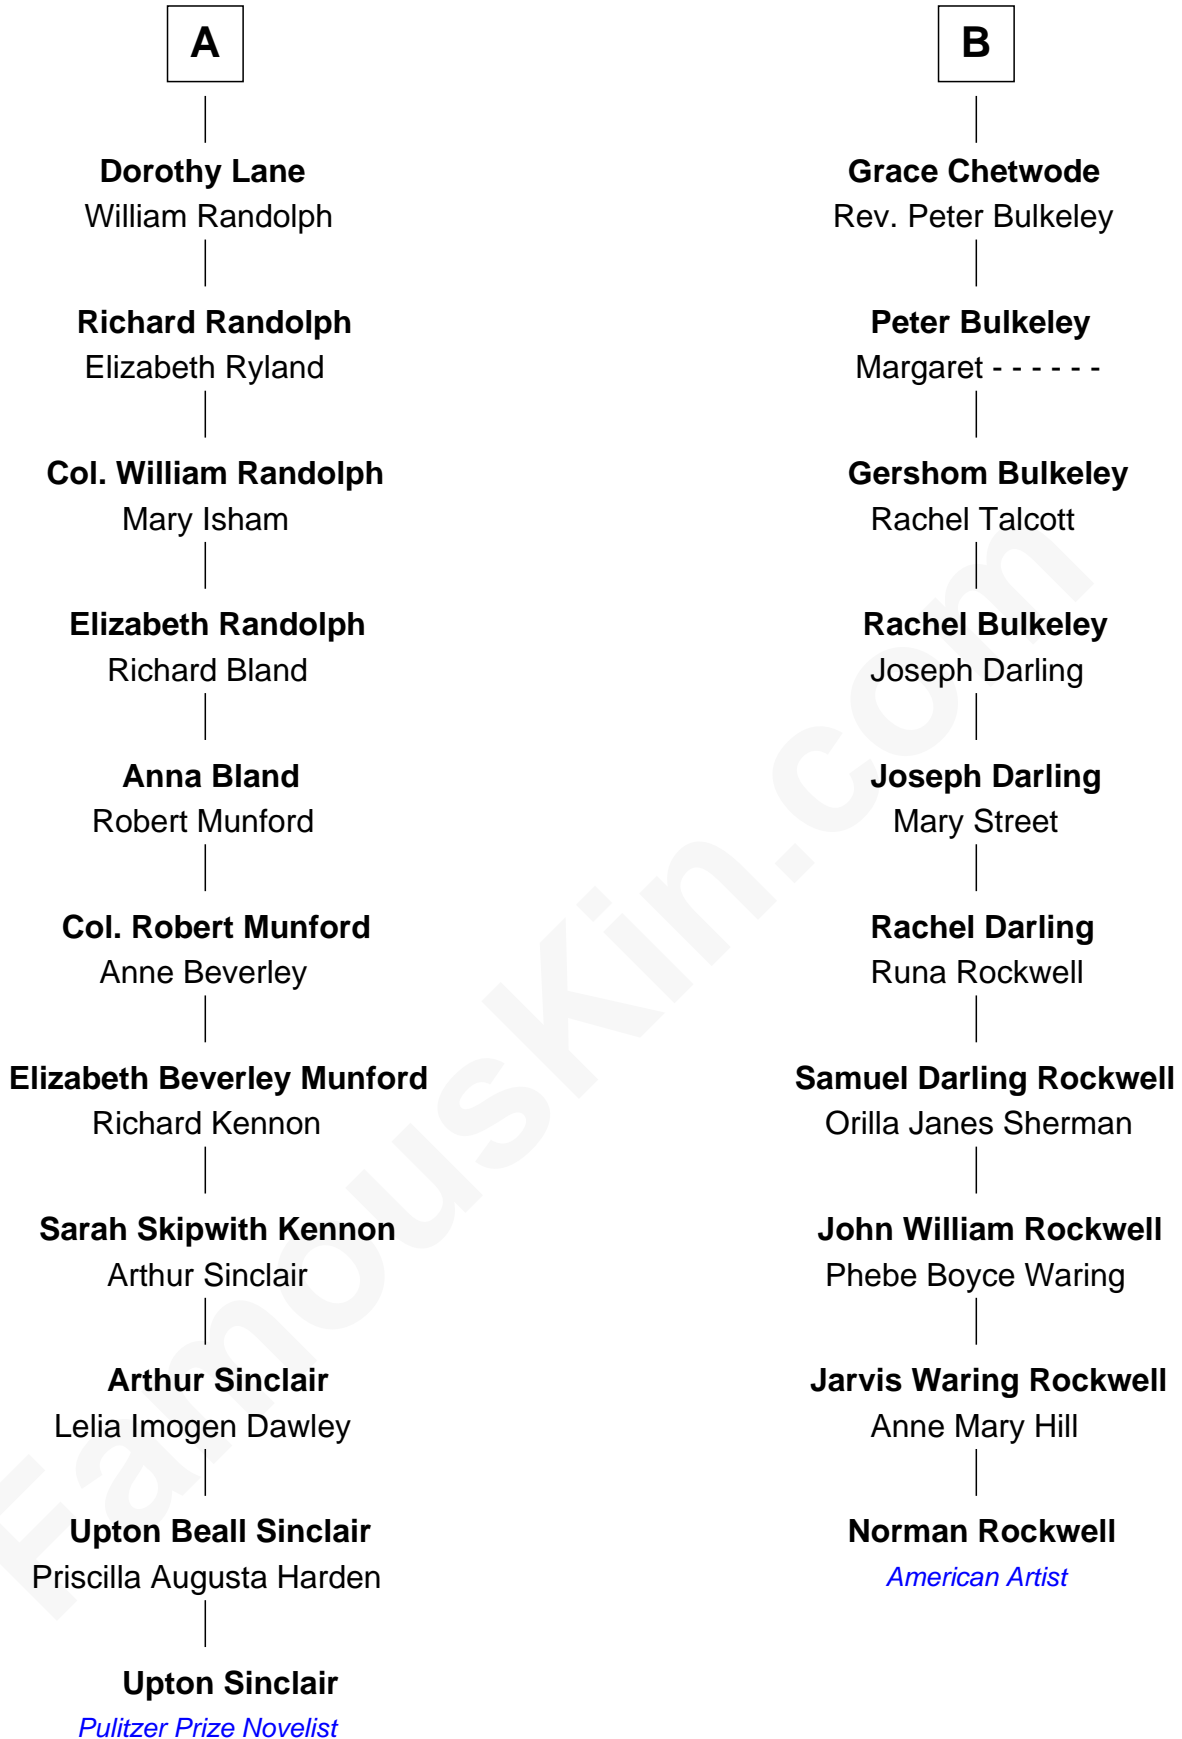 A
Dorothy Lane
William Randolph
Richard Randolph
Elizabeth Ryland
Col. William Randolph
Mary Isham
Elizabeth Randolph
Richard Bland
Anna Bland
Robert Munford
Col. Robert Munford
Anne Beverley
Elizabeth Beverley Munford
Richard Kennon
Sarah Skipwith Kennon
Arthur Sinclair
Arthur Sinclair
Lelia Imogen Dawley
Upton Beall Sinclair
Priscilla Augusta Harden
Upton Sinclair
Pulitzer Prize Novelist
B
Grace Chetwode
Rev. Peter Bulkeley
Peter Bulkeley
Margaret - - - - - -
Gershom Bulkeley
Rachel Talcott
Rachel Bulkeley
Joseph Darling
Joseph Darling
Mary Street
Rachel Darling
Runa Rockwell
Samuel Darling Rockwell
Orilla Janes Sherman
John William Rockwell
Phebe Boyce Waring
Jarvis Waring Rockwell
Anne Mary Hill
Norman Rockwell
American Artist
FamousKin.com